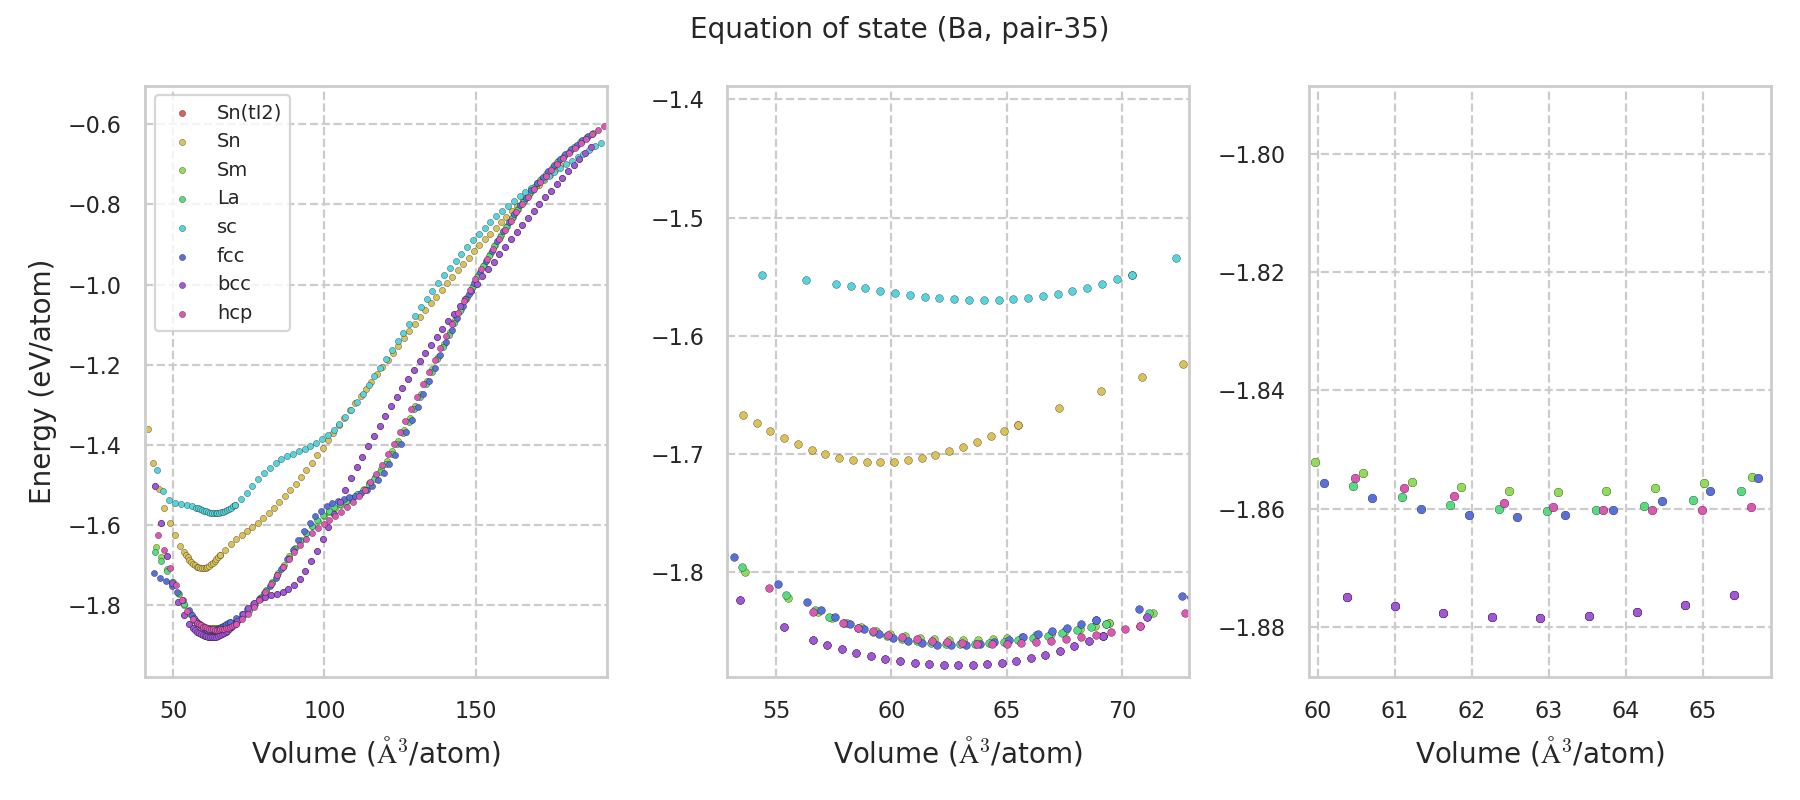 Equation of state (Ba, pair-35)
Energy (eV/atom)
−0.6
−0.8
−1.0
−1.2
−1.4
−1.6
−1.8
Sn(tI2)
Sn
Sm
La
sc
fcc
bcc
hcp
50 100 150
Volume (Å³/atom)
−1.4
−1.5
−1.6
−1.7
−1.8
55 60 65 70
Volume (Å³/atom)
−1.80
−1.82
−1.84
−1.86
−1.88
60 61 62 63 64 65
Volume (Å³/atom)